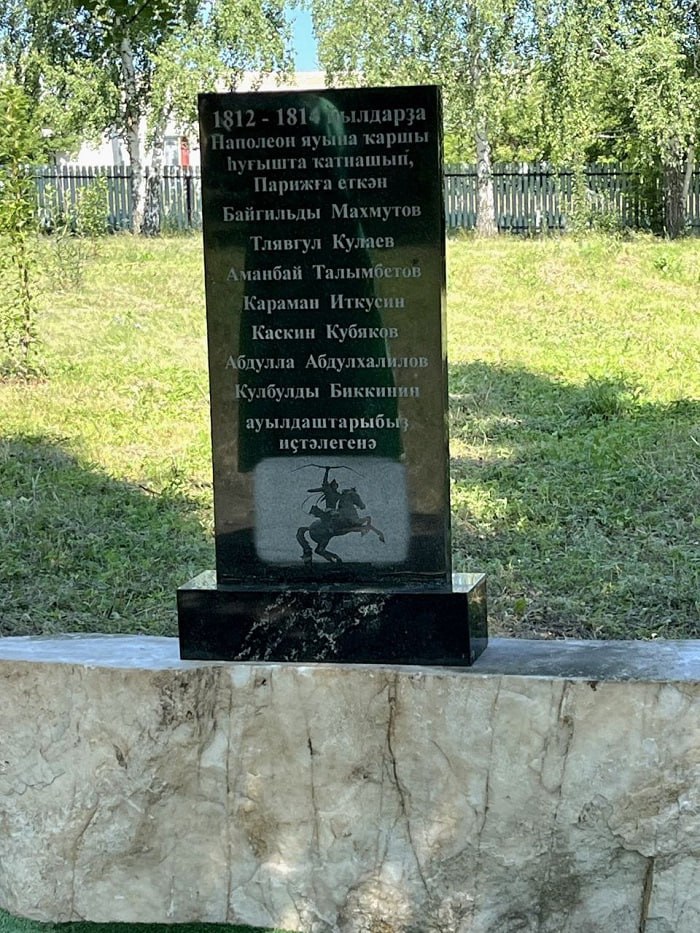 1812 - 1814 йылдарҙа
Наполеон яуына ҡаршы
һуғышта ҡатнашып,
Парижға еткән
Байгильды Махмутов
Тлявгул Кулаев
Аманбай Талымбетов
Караман Иткусин
Каскин Кубяков
Абдулла Абдулхалилов
Кулбулды Биккинин
ауылдаштарыбыҙ
иҫтәлегенә